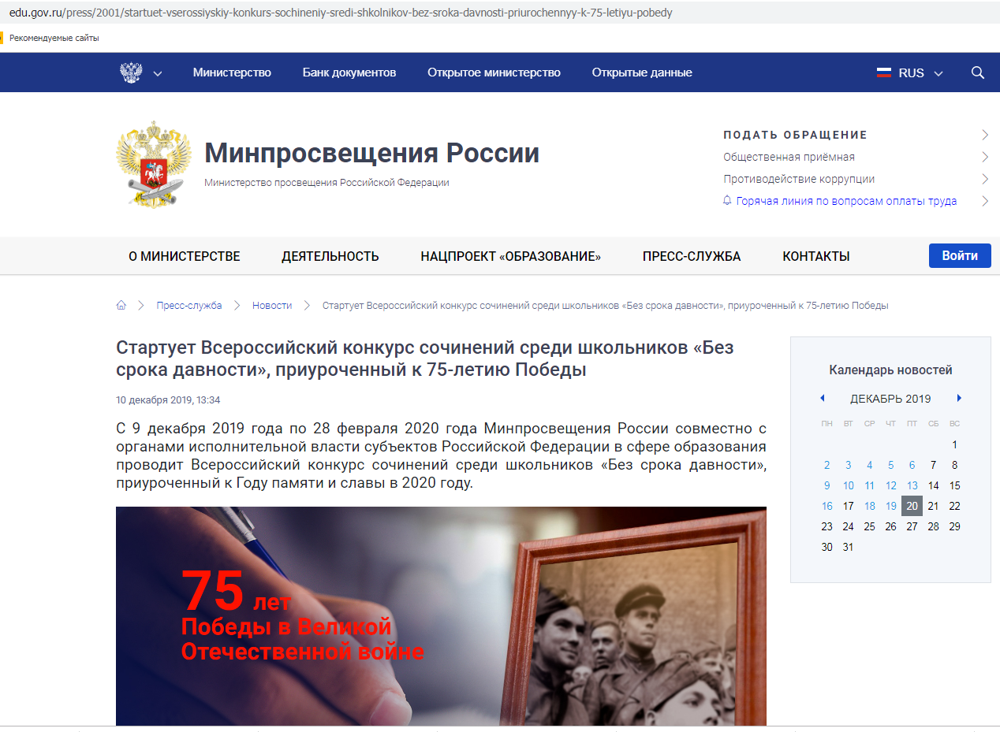 edu.gov.ru/press/2001/startuet-vserossiyskiy-konkurs-sochineniy-sredi-shkolnikov-bez-sroka-davnosti-priurochennyy-k-75-letiyu-pobedy
Рекомендуемые сайты
Министерство Банк документов Открытое министерство Открытые данные RUS
Минпросвещения России
Министерство просвещения Российской Федерации
ПОДАТЬ ОБРАЩЕНИЕ
Общественная приёмная
Противодействие коррупции
Горячая линия по вопросам оплаты труда
О МИНИСТЕРСТВЕ ДЕЯТЕЛЬНОСТЬ НАЦПРОЕКТ «ОБРАЗОВАНИЕ» ПРЕСС-СЛУЖБА КОНТАКТЫ Войти
Пресс-служба Новости Стартует Всероссийский конкурс сочинений среди школьников «Без срока давности», приуроченный к 75-летию Победы
Стартует Всероссийский конкурс сочинений среди школьников «Без
срока давности», приуроченный к 75-летию Победы
10 декабря 2019, 13:34
С 9 декабря 2019 года по 28 февраля 2020 года Минпросвещения России совместно с
органами исполнительной власти субъектов Российской Федерации в сфере образования
проводит Всероссийский конкурс сочинений среди школьников «Без срока давности»,
приуроченный к Году памяти и славы в 2020 году.
75 лет
Победы в Великой
Отечественной войне
Календарь новостей
ДЕКАБРЬ 2019
ПН ВТ СР ЧТ ПТ СБ ВС
1
2 3 4 5 6 7 8
9 10 11 12 13 14 15
16 17 18 19 20 21 22
23 24 25 26 27 28 29
30 31